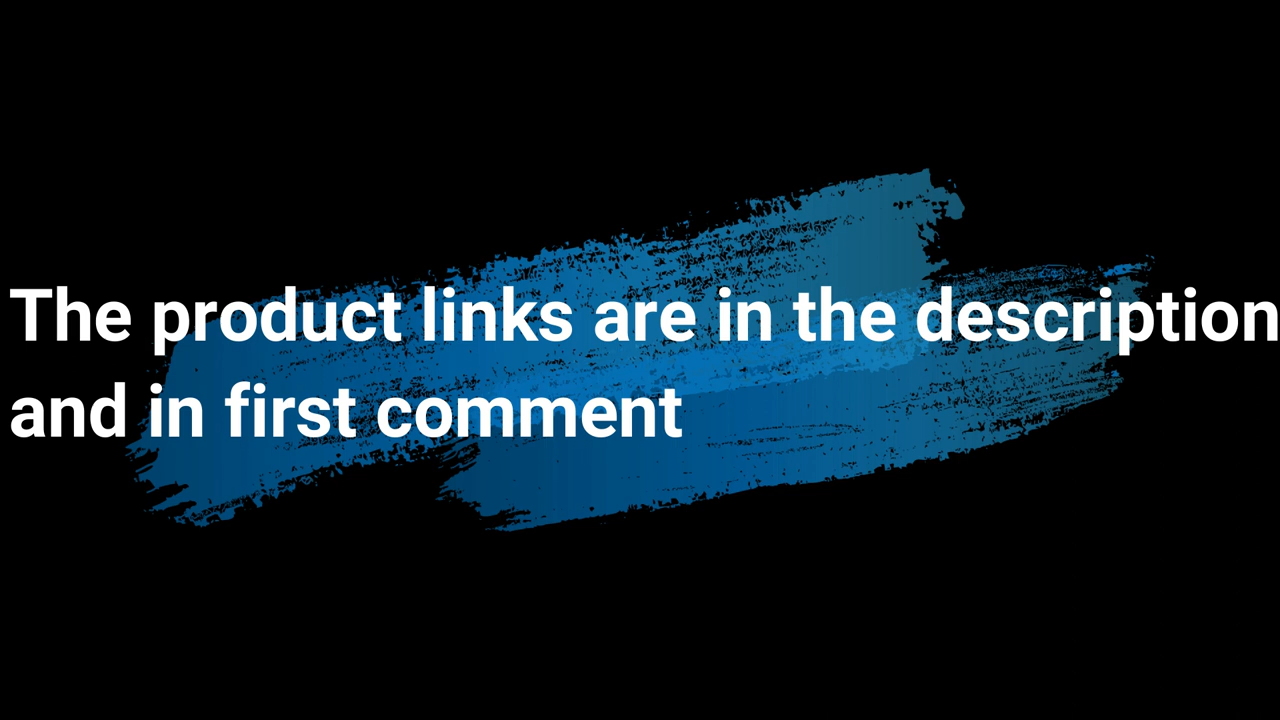 The product links are in the description
and in first comment